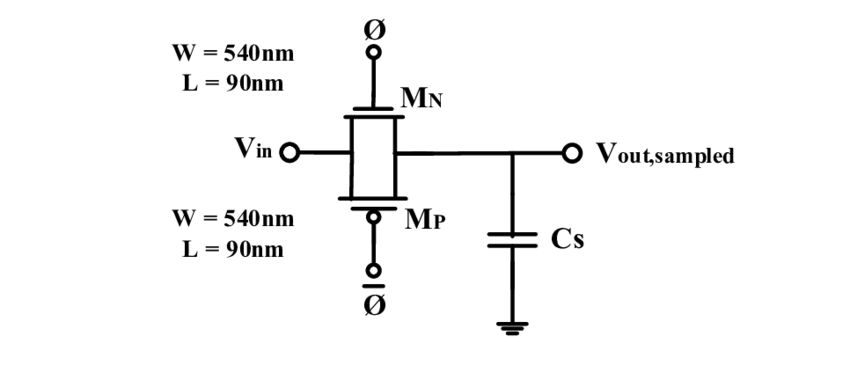 Ø
W = 540nm
L = 90nm
MN
Vin
Vout,sampled
W = 540nm
L = 90nm
MP
Cs
Ø